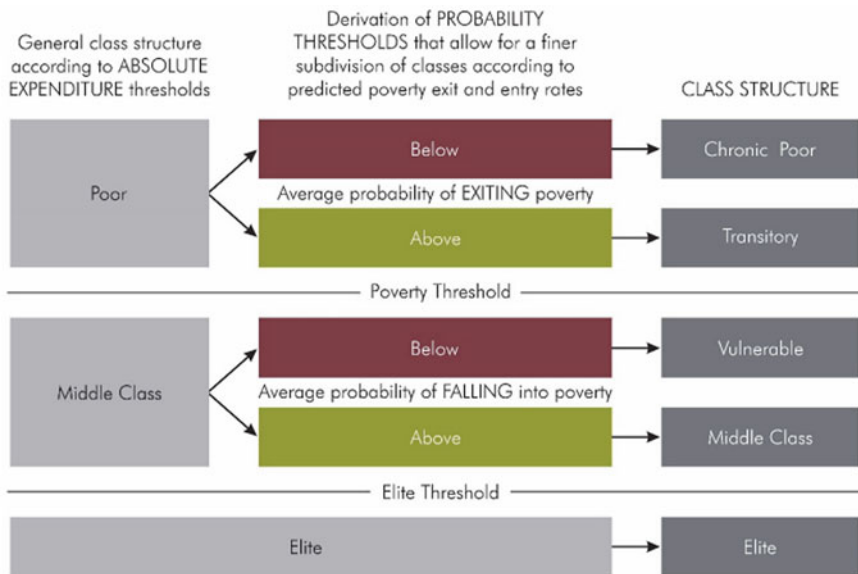 General class structure
according to ABSOLUTE
EXPENDITURE thresholds
Derivation of PROBABILITY
THRESHOLDS that allow for a finer
subdivision of classes according to
predicted poverty exit and entry rates
CLASS STRUCTURE
Poor
Below
Chronic Poor
Average probability of EXITING poverty
Above
Transitory
Poverty Threshold
Middle Class
Below
Vulnerable
Average probability of FALLING into poverty
Above
Middle Class
Elite Threshold
Elite
Elite